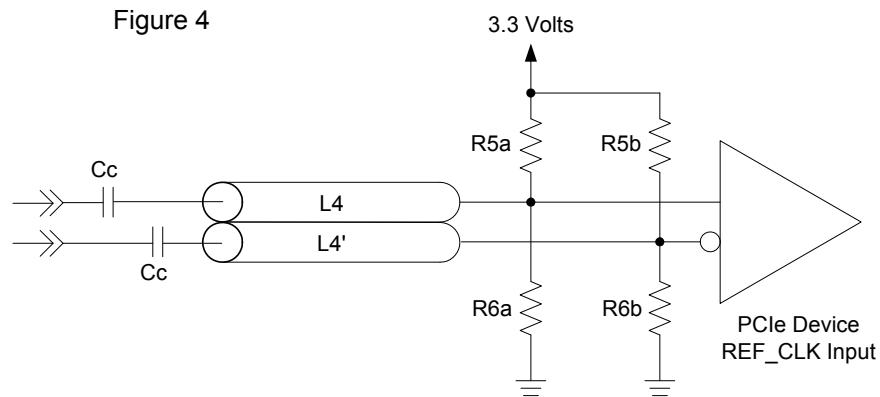 Figure 4
3.3 Volts
R5a
R5b
Cc
L4
L4'
Cc
R6a
R6b
PCIe Device
REF_CLK Input